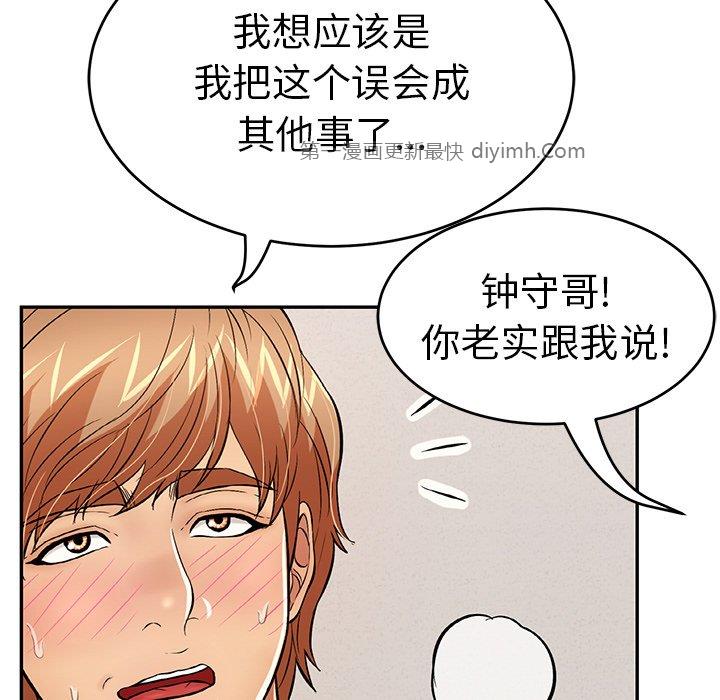 我想应该是
我把这个误会成
其他事了...
第一漫画更新最快 diyimh.Com
钟守哥!
你老实跟我说!